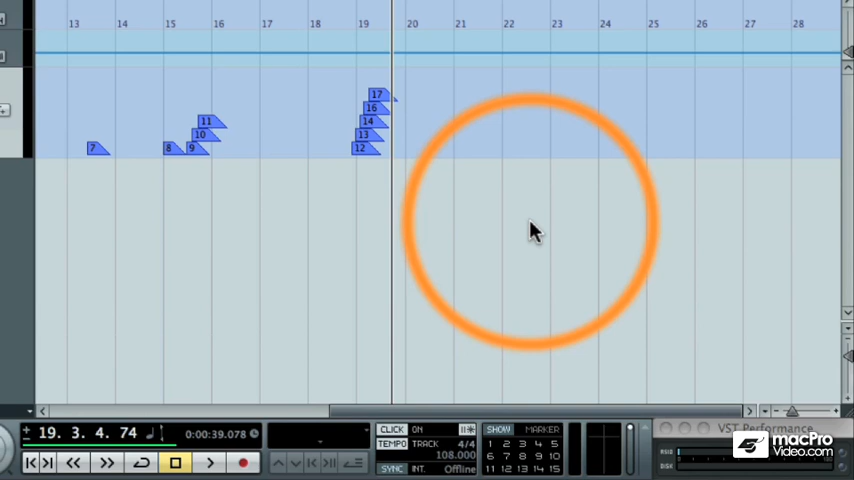 13 14 15 16 17 18 19 20 21 22 23 24 25 26 27 28
17
16
11 14
10 13
7 8 9 12
19. 3. 4. 74 0:00:39.078
CLICK ON
TEMPO TRACK 4/4
108.000
SYNC INT. Offline
SHOW MARKER
1 2 3 4 5
6 7 8 9 10
11 12 13 14 15
VST Performance
DISK
macPro
Video.com